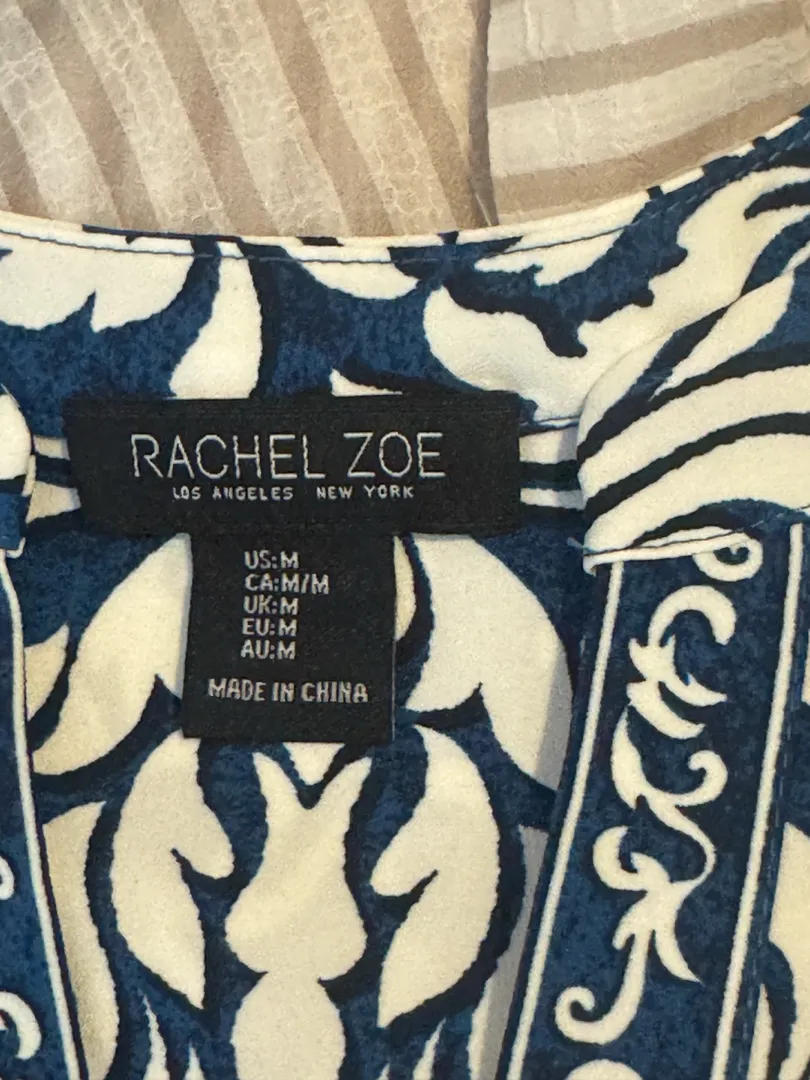 RACHEL ZOE
LOS ANGELES NEW YORK
US:M
CA:M/M
UK:M
EU:M
AU:M
MADE IN CHINA